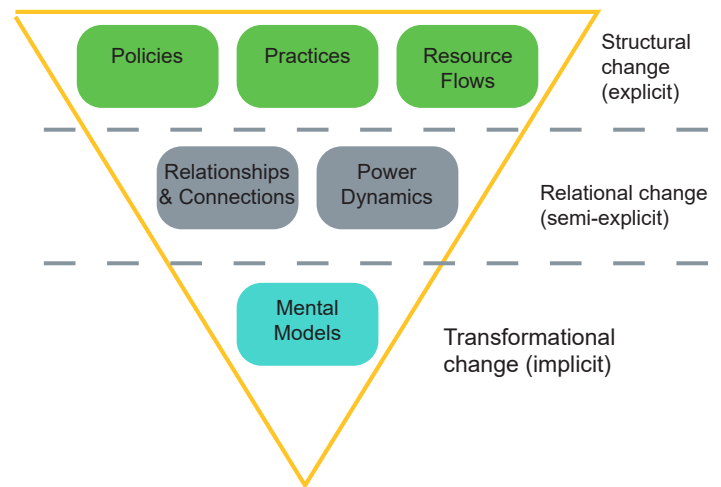 Policies
Practices
Resource
Flows
Structural
change
(explicit)
Relationships
& Connections
Power
Dynamics
Relational change
(semi-explicit)
Mental
Models
Transformational
change (implicit)